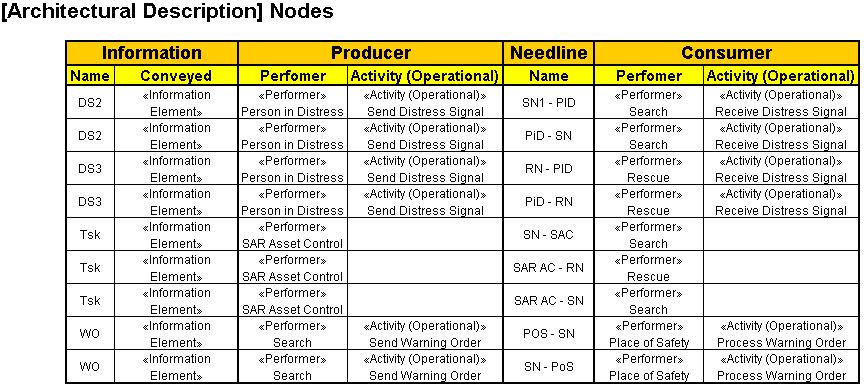 [Architectural Description] Nodes
Information Producer Needline Consumer
Name Conveyed Perfomer Activity (Operational) Name Perfomer Activity (Operational)
DS2 «Information Element» «Performer» Person in Distress «Activity (Operational)» Send Distress Signal SN1 - PID «Performer» Search «Activity (Operational)» Receive Distress Signal
DS2 «Information Element» «Performer» Person in Distress «Activity (Operational)» Send Distress Signal PiD - SN «Performer» Search «Activity (Operational)» Receive Distress Signal
DS3 «Information Element» «Performer» Person in Distress «Activity (Operational)» Send Distress Signal RN - PID «Performer» Rescue «Activity (Operational)» Receive Distress Signal
DS3 «Information Element» «Performer» Person in Distress «Activity (Operational)» Send Distress Signal PiD - RN «Performer» Rescue «Activity (Operational)» Receive Distress Signal
Tsk «Information Element» «Performer» SAR Asset Control SN - SAC «Performer» Search
Tsk «Information Element» «Performer» SAR Asset Control SAR AC - RN «Performer» Rescue
Tsk «Information Element» «Performer» SAR Asset Control SAR AC - SN «Performer» Search
WO «Information Element» «Performer» Search «Activity (Operational)» Send Warning Order POS - SN «Performer» Place of Safety «Activity (Operational)» Process Warning Order
WO «Information Element» «Performer» Search «Activity (Operational)» Send Warning Order SN - PoS «Performer» Place of Safety «Activity (Operational)» Process Warning Order